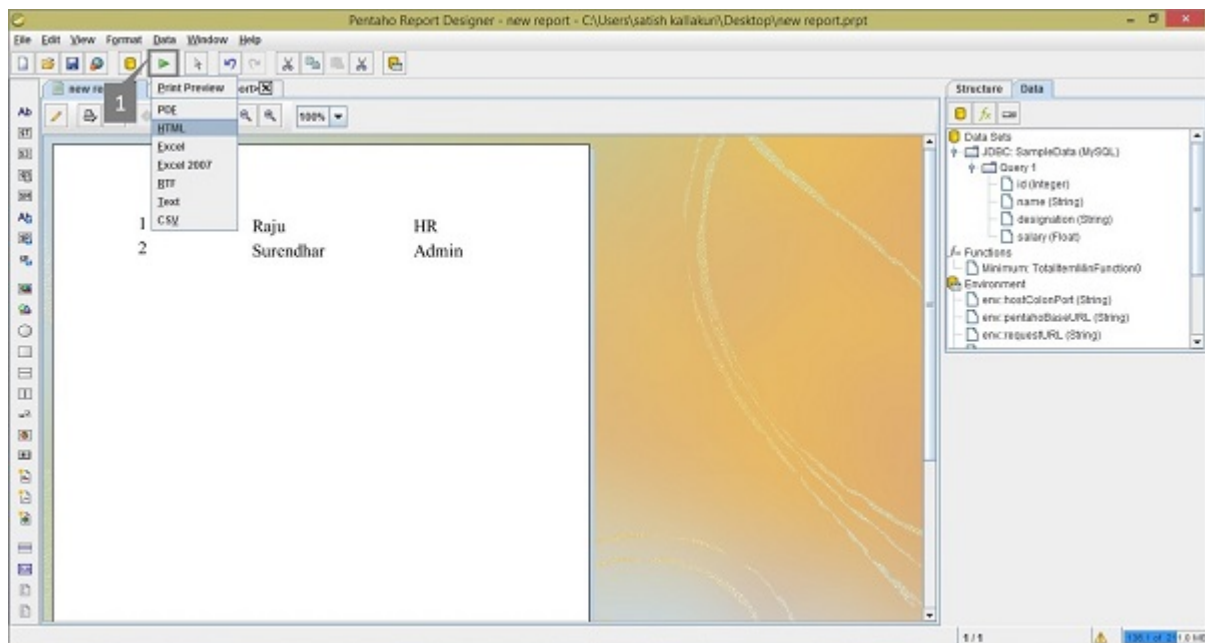 Pentaho Report Designer - new report - C:\Users\satish kallakuri\Desktop\new report.prpt
File Edit View Format Data Window Help
new re
ort>
1
Print Preview
PDF
HTML
Excel
Excel 2007
RTF
Text
CSV
100%
1 Raju HR
2 Surendhar Admin
Structure Data
Data Sets
JDBC: SampleData (MySQL)
Query 1
id (Integer)
name (String)
designation (String)
salary (Float)
Functions
Minimum: TotalItemMinFunction0
Environment
env:hostColonPort (String)
env:pentahoBaseURL (String)
env:requestURL (String)
1 / 1